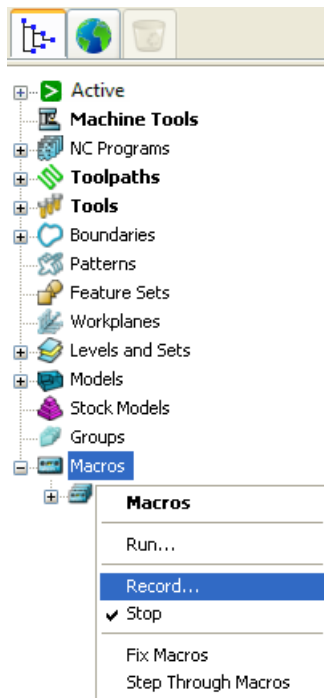 Active
Machine Tools
NC Programs
Toolpaths
Tools
Boundaries
Patterns
Feature Sets
Workplanes
Levels and Sets
Models
Stock Models
Groups
Macros
Macros
Run...
Record...
Stop
Fix Macros
Step Through Macros